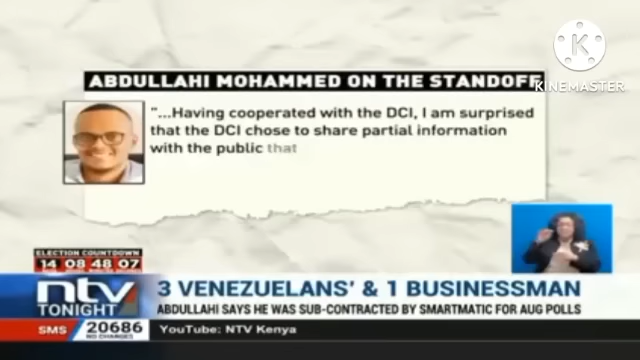 K
KINEMASTER
ABDULLAHI MOHAMMED ON THE STANDOFF
"...Having cooperated with the DCI, I am surprised
that the DCI chose to share partial information
with the public that
ELECTION COUNTDOWN
14 08 48 07
ntv
TONIGHT
3 VENEZUELANS' & 1 BUSINESSMAN
ABDULLAHI SAYS HE WAS SUB-CONTRACTED BY SMARTMATIC FOR AUG POLLS
SMS 20686
NO CHARGES
YouTube: NTV Kenya